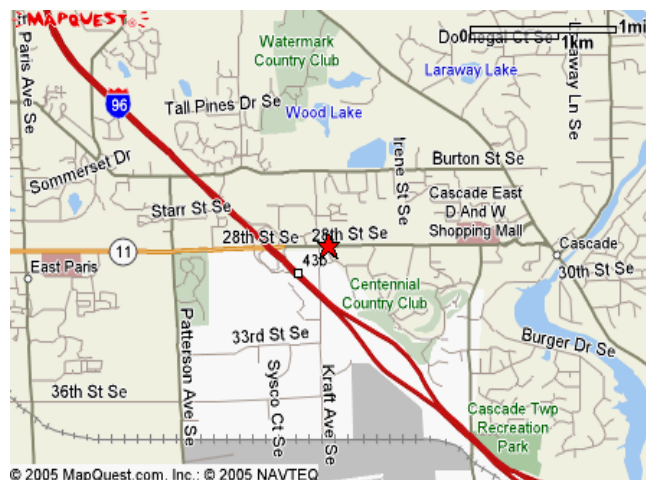 MAPQUEST
Donegal Ct Se
1mi
1km
Paris Ave Se
Watermark
Country Club
Laraway Lake
Laraway Ln Se
96
Tall Pines Dr Se
Wood Lake
Irene St Se
Burton St Se
Sommerset Dr
Cascade East
D And W
Shopping Mall
Starr St Se
28th St Se
28th St Se
11
43b
Cascade
East Paris
30th St Se
Centennial
Country Club
Patterson Ave Se
33rd St Se
Burger Dr Se
Sysco Ct Se
Kraft Ave Se
36th St Se
Cascade Twp
Recreation
Park
© 2005 MapQuest.com, Inc.; © 2005 NAVTEQ